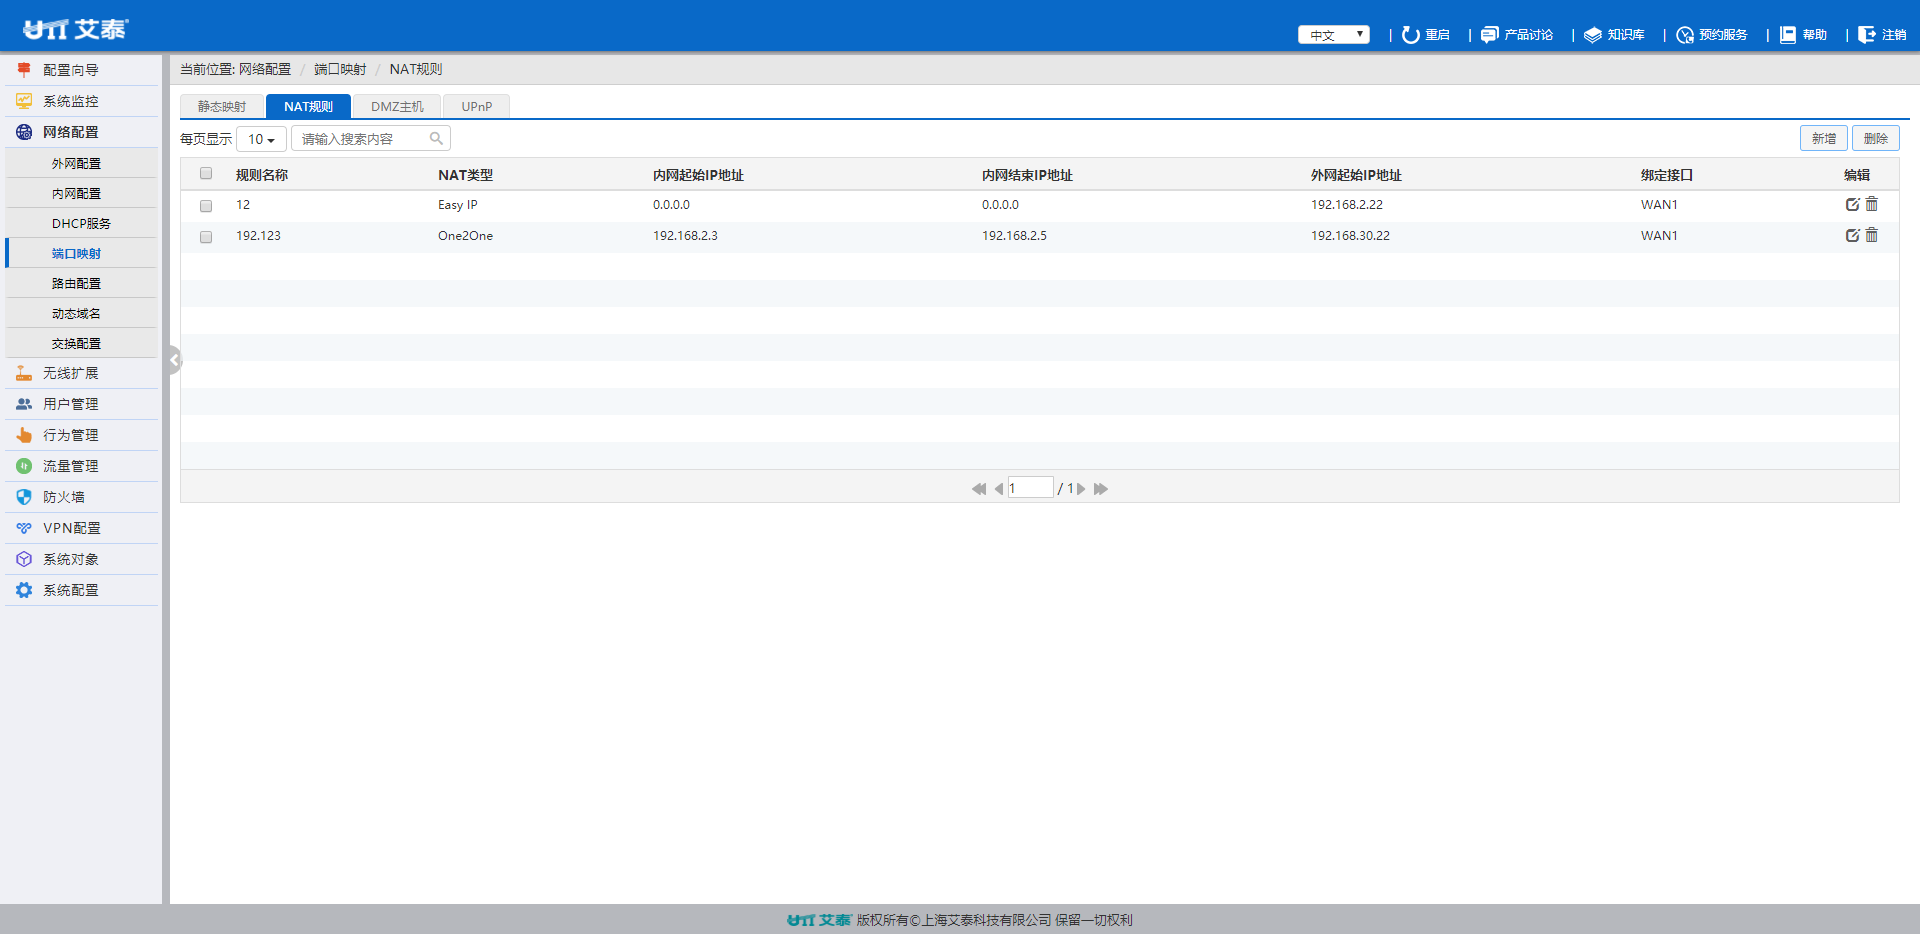 UTT 艾泰
中文 | 重启 | 产品讨论 | 知识库 | 预约服务 | 帮助 | 注销
配置向导
系统监控
网络配置
外网配置
内网配置
DHCP服务
端口映射
路由配置
动态域名
交换配置
无线扩展
用户管理
行为管理
流量管理
防火墙
VPN配置
系统对象
系统配置
当前位置: 网络配置 / 端口映射 / NAT规则
静态映射 NAT规则 DMZ主机 UPnP
每页显示 10 请输入搜索内容 新增 删除
规则名称 NAT类型 内网起始IP地址 内网结束IP地址 外网起始IP地址 绑定接口 编辑
12 Easy IP 0.0.0.0 0.0.0.0 192.168.2.22 WAN1
192.123 One2One 192.168.2.3 192.168.2.5 192.168.30.22 WAN1
1 / 1
UTT 艾泰 版权所有©上海艾泰科技有限公司 保留一切权利